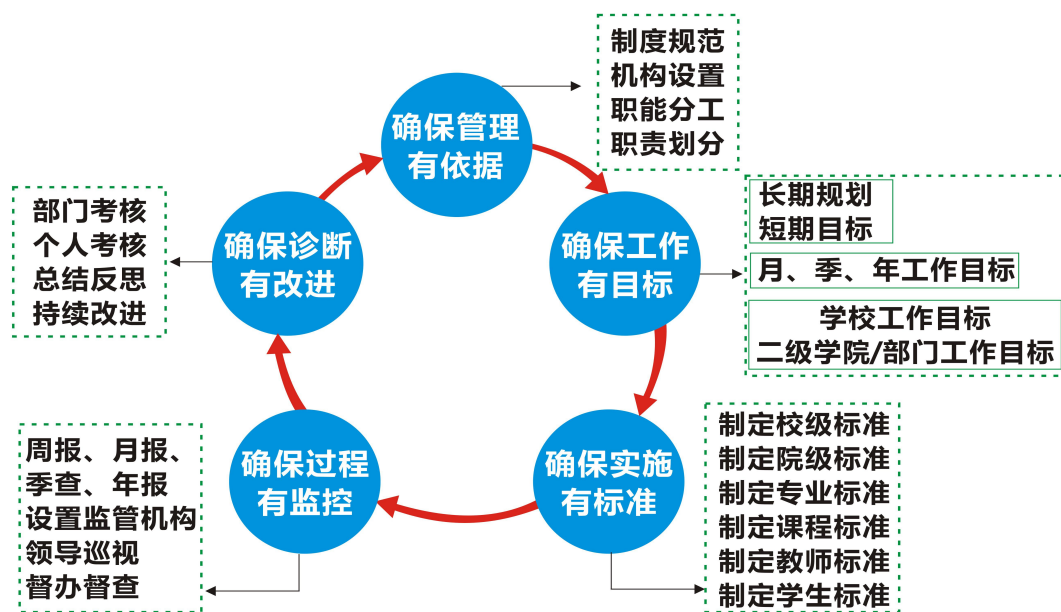 确保管理
有依据
制度规范
机构设置
职能分工
职责划分
确保工作
有目标
长期规划
短期目标
月、季、年工作目标
学校工作目标
二级学院/部门工作目标
确保实施
有标准
制定校级标准
制定院级标准
制定专业标准
制定课程标准
制定教师标准
制定学生标准
确保过程
有监控
周报、月报、
季查、年报
设置监管机构
领导巡视
督办督查
确保诊断
有改进
部门考核
个人考核
总结反思
持续改进